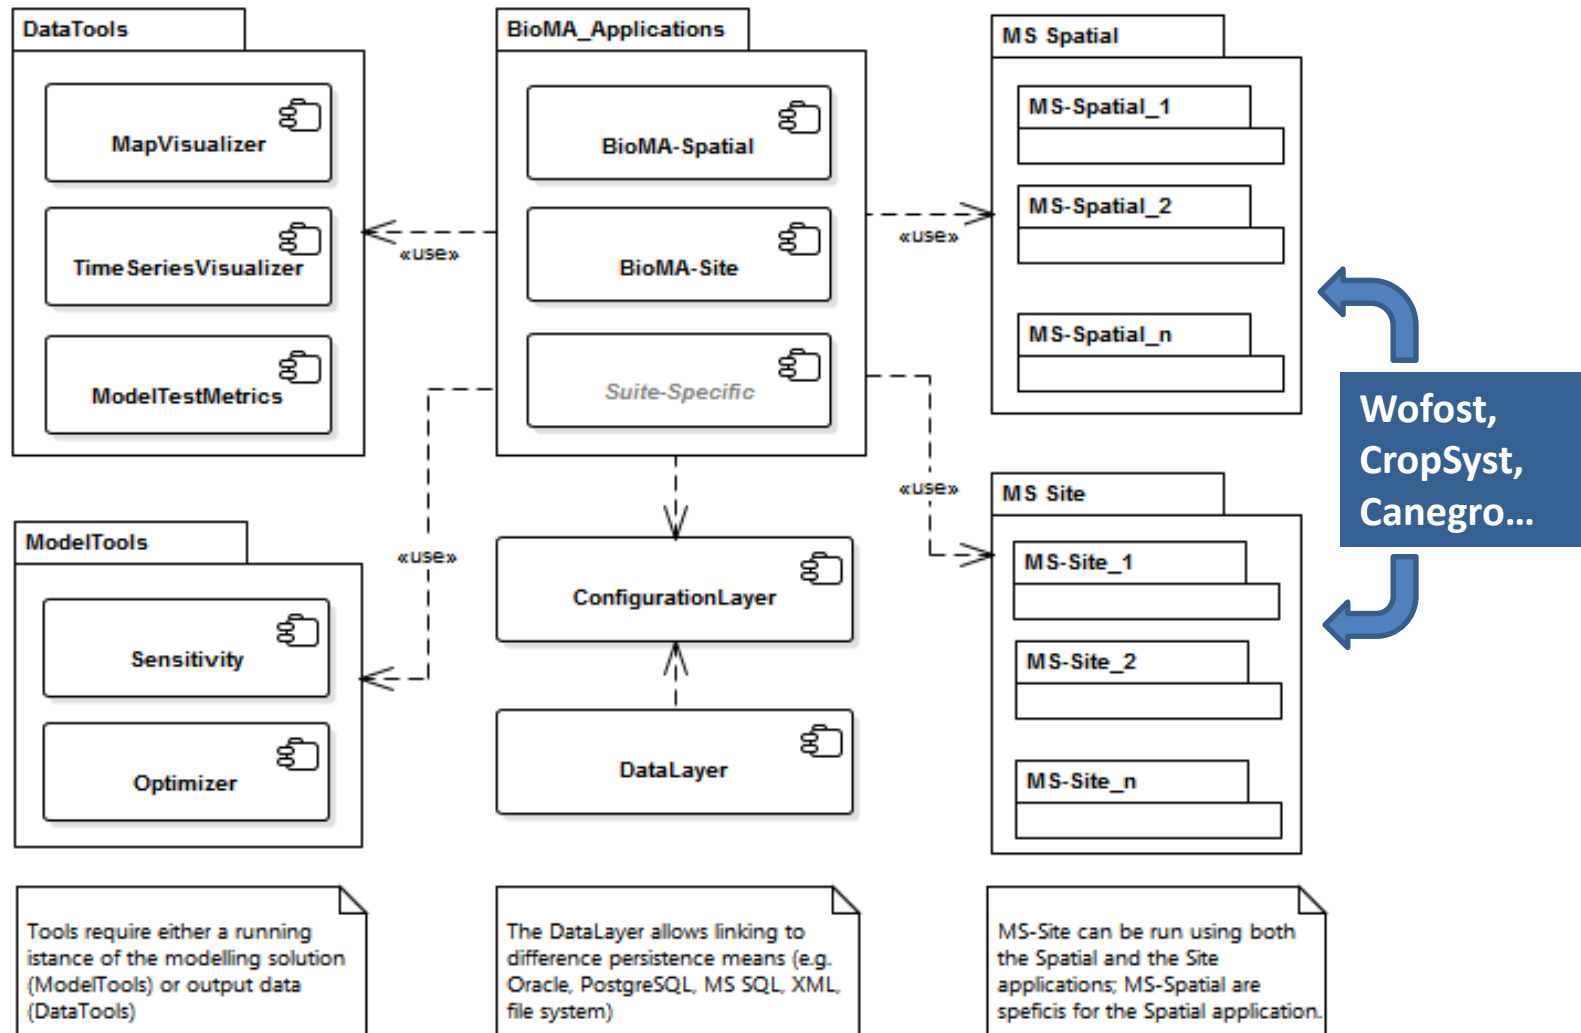 DataTools
MapVisualizer
TimeSeriesVisualizer
ModelTestMetrics
«use»
BioMA_Applications
BioMA-Spatial
BioMA-Site
Suite-Specific
«use»
MS Spatial
MS-Spatial_1
MS-Spatial_2
MS-Spatial_n
Wofost,
CropSyst,
Canegro...
ModelTools
Sensitivity
Optimizer
«use»
ConfigurationLayer
DataLayer
«use»
MS Site
MS-Site_1
MS-Site_2
MS-Site_n
Tools require either a running
istance of the modelling solution
(ModelTools) or output data
(DataTools)
The DataLayer allows linking to
difference persistence means (e.g.
Oracle, PostgreSQL, MS SQL, XML,
file system)
MS-Site can be run using both
the Spatial and the Site
applications; MS-Spatial are
speficis for the Spatial application.